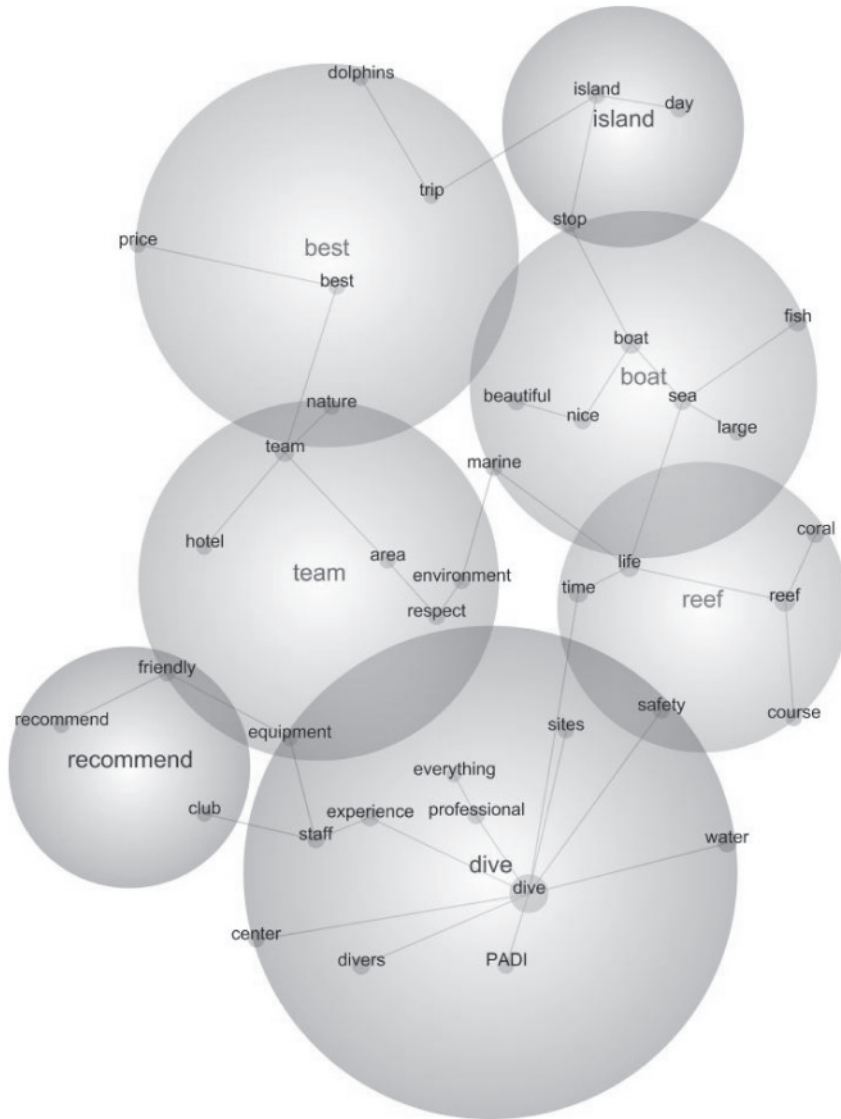 dolphins
island
day
island
trip
stop
price
best
best
fish
boat
boat
beautiful
sea
nature
nice
large
team
marine
hotel
area
coral
life
team
environment
time
reef
reef
respect
friendly
recommend
safety
equipment
sites
course
recommend
everything
club
experience
professional
staff
water
dive
dive
center
divers
PADI